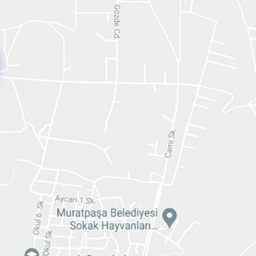 Gözde Cd.
Cami Sk.
Aycan 1 Sk.
Okul 6. Sk.
Muratpaşa Belediyesi
Sokak Hayvanları...
Okul Sk.